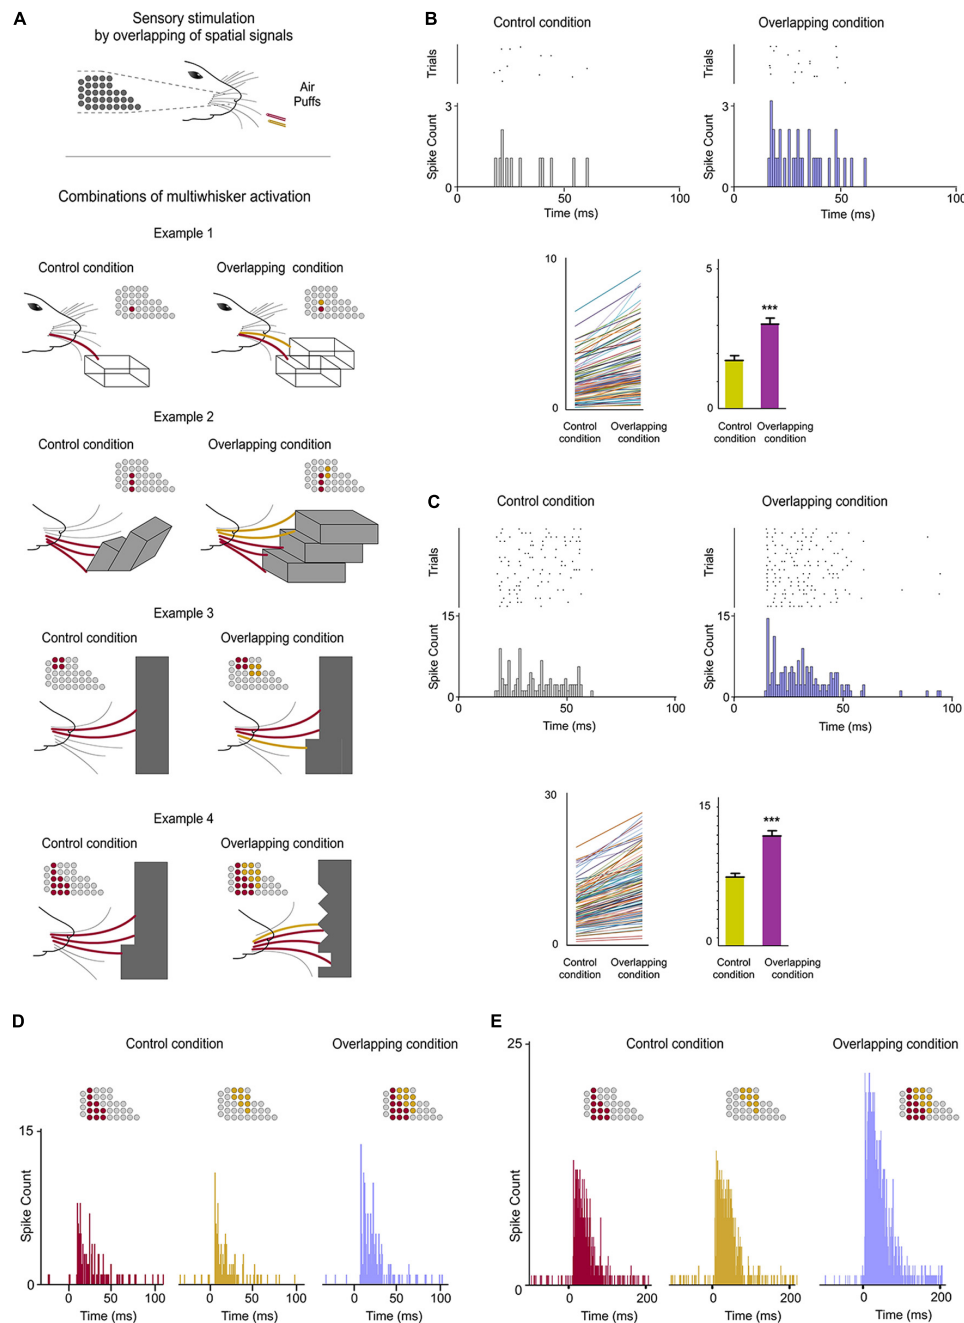 A
Sensory stimulation
by overlapping of spatial signals
Air
Puffs
Combinations of multiwhisker activation
Example 1
Control condition
Overlapping condition
Example 2
Control condition
Overlapping condition
Example 3
Control condition
Overlapping condition
Example 4
Control condition
Overlapping condition
B
Control condition
Overlapping condition
Trials
Trials
3
Spike Count
0
50
100
Time (ms)
3
Spike Count
0
50
100
Time (ms)
10
0
Control
condition
Overlapping
condition
5
***
0
Control
condition
Overlapping
condition
C
Control condition
Overlapping condition
Trials
Trials
15
Spike Count
0
0
50
100
Time (ms)
15
Spike Count
0
0
50
100
Time (ms)
30
0
Control
condition
Overlapping
condition
15
***
0
Control
condition
Overlapping
condition
D
Control condition
Overlapping condition
15
Spike Count
0
0 50 100
Time (ms)
0 50 100
Time (ms)
0 50 100
Time (ms)
E
Control condition
Overlapping condition
25
Spike Count
0
0 200
Time (ms)
0 200
Time (ms)
0 200
Time (ms)